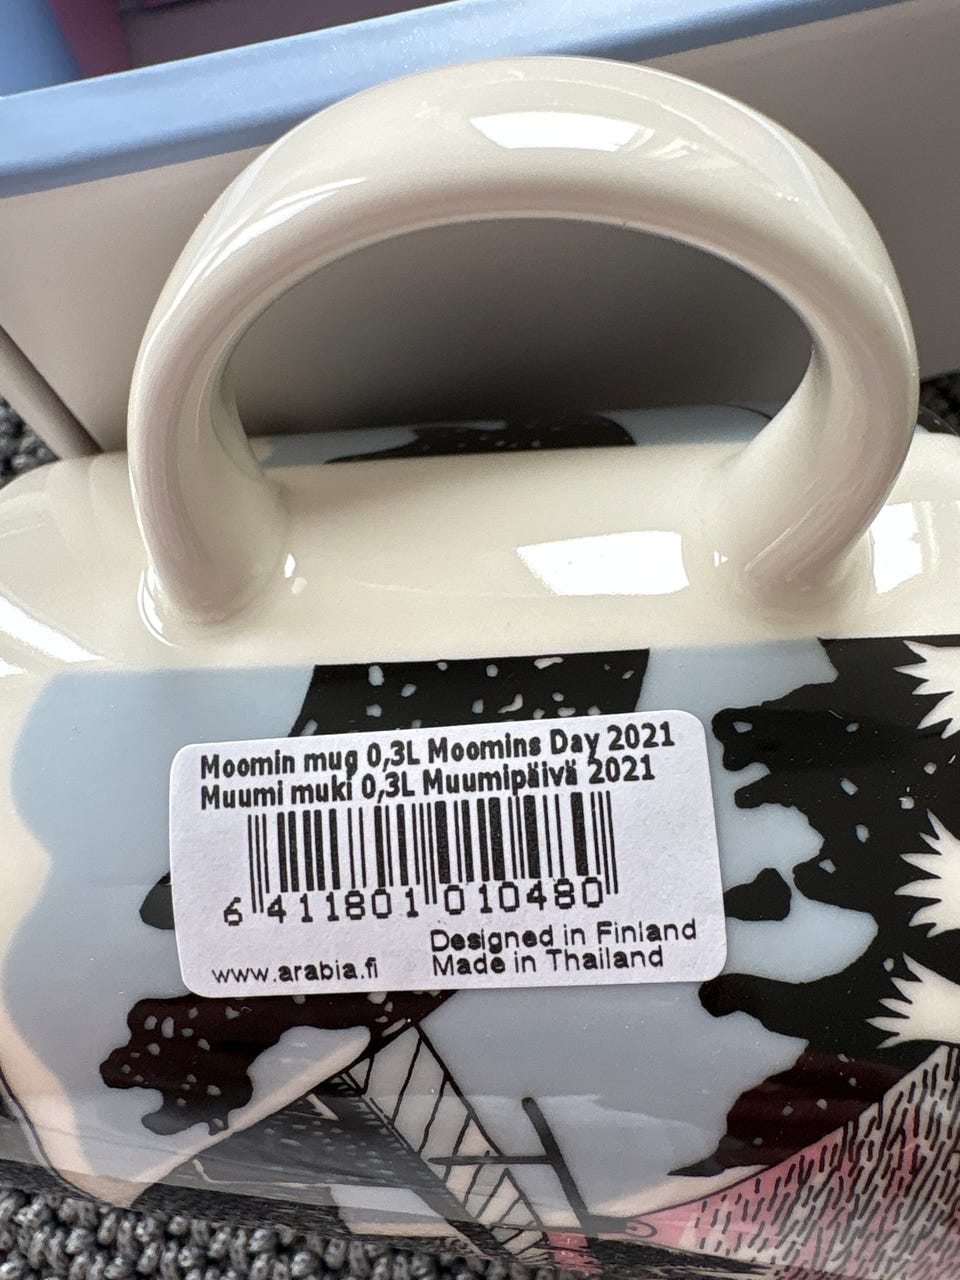 Moomin mug 0,3L Moomins Day 2021
Muumi muki 0,3L Muumipäivä 2021
6 411801 010480
Designed in Finland
www.arabia.fi Made in Thailand